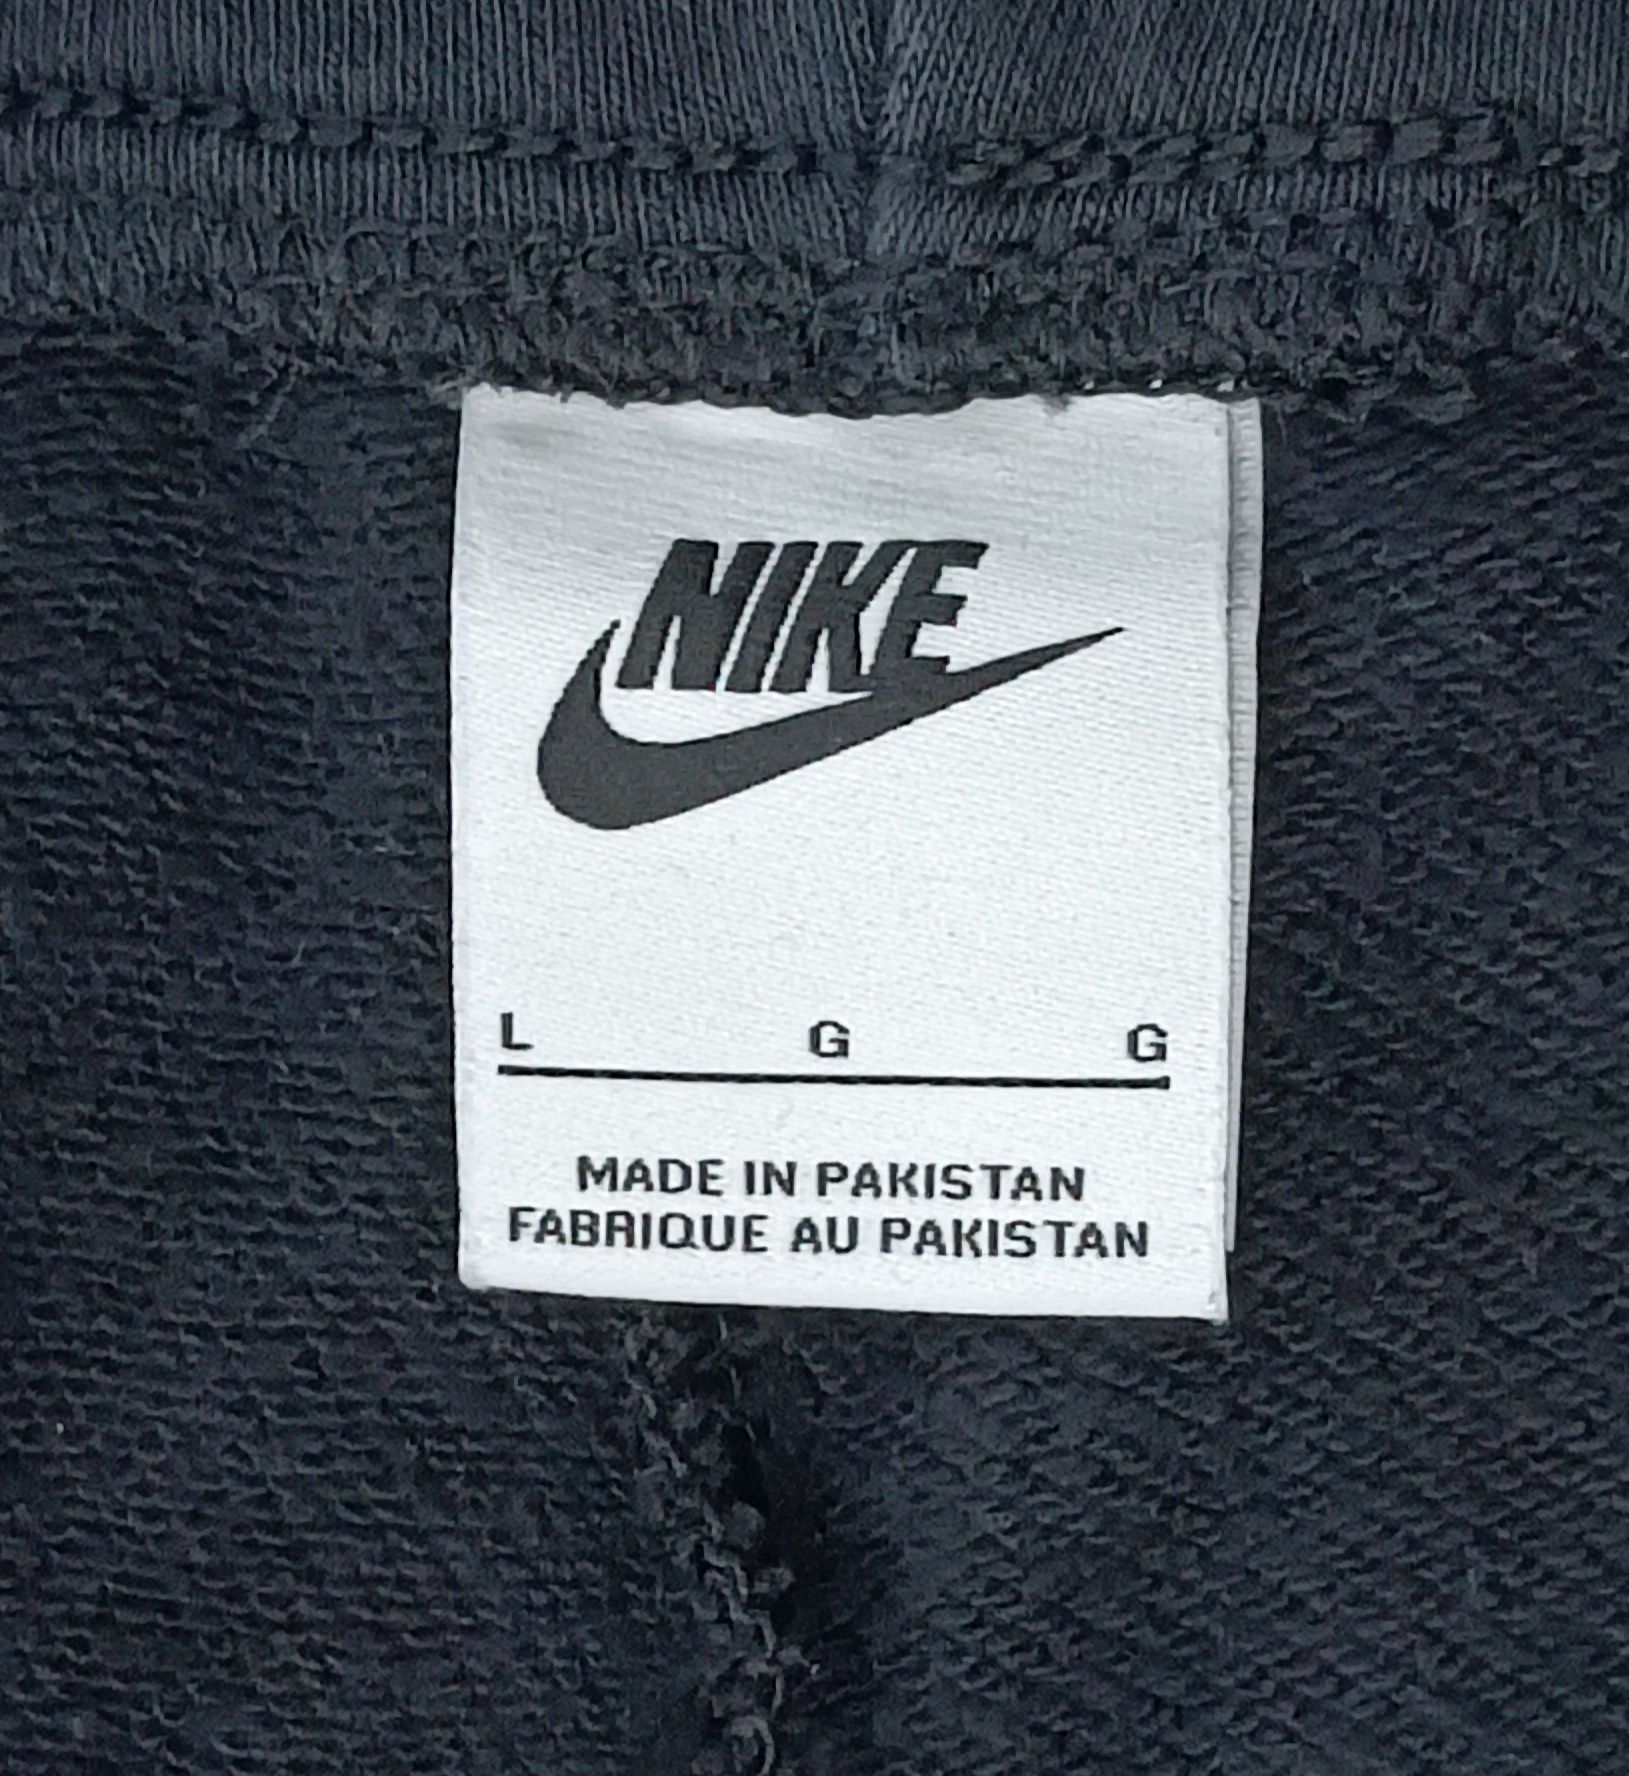 NIKE
L G G
MADE IN PAKISTAN
FABRIQUE AU PAKISTAN